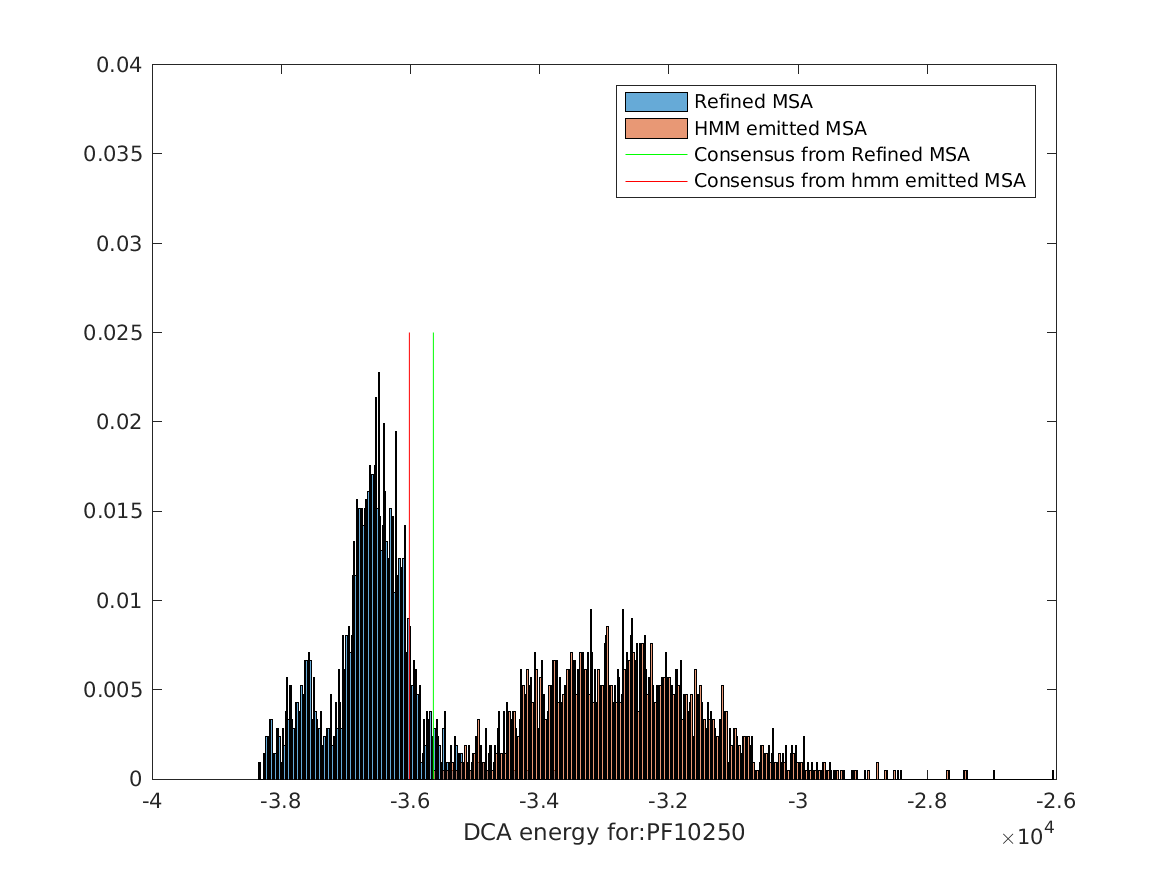 0.04
0.035
0.03
0.025
0.02
0.015
0.01
0.005
0
Refined MSA
HMM emitted MSA
Consensus from Refined MSA
Consensus from hmm emitted MSA
-4 -3.8 -3.6 -3.4 -3.2 -3 -2.8 -2.6
DCA energy for:PF10250
×10⁴